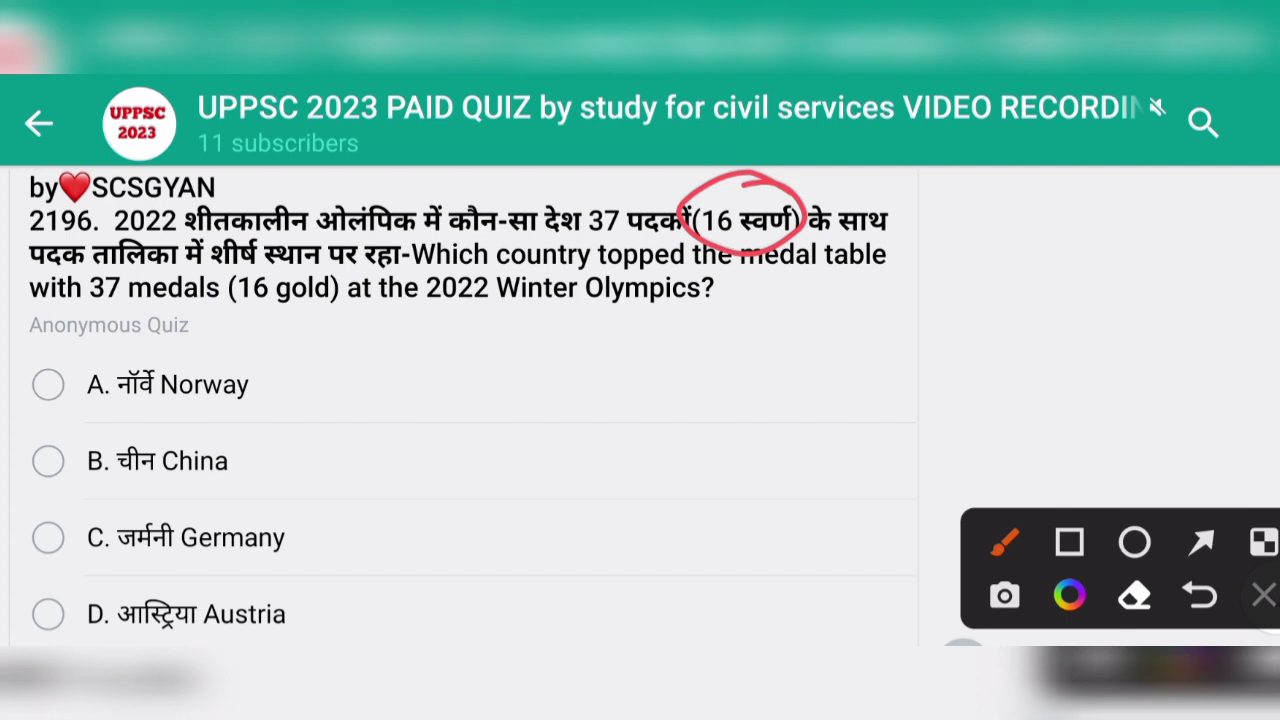 UPPSC
2023
UPPSC 2023 PAID QUIZ by study for civil services VIDEO
11 subscribers
by❤️SCSGYAN
2196. 2022 शीतकालीन ओलंपिक में कौन-सा देश 37 पदकों(16 स्वर्ण) के साथ
पदक तालिका में शीर्ष स्थान पर रहा-Which country topped the medal table
with 37 medals (16 gold) at the 2022 Winter Olympics?
Anonymous Quiz
A. नॉर्वे Norway
B. चीन China
C. जर्मनी Germany
D. आस्ट्रिया Austria